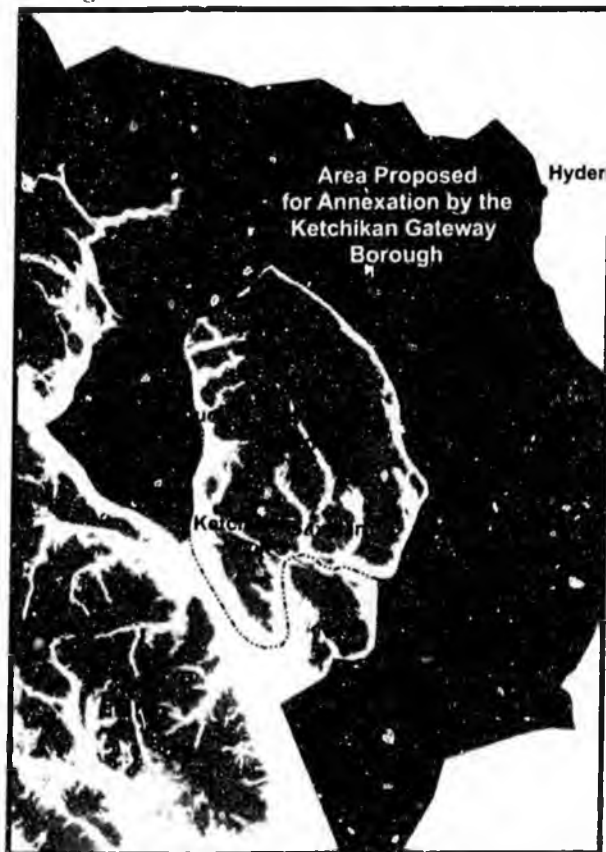 Area Proposed
for Annexation by the
Ketchikan Gateway
Borough
Hyder